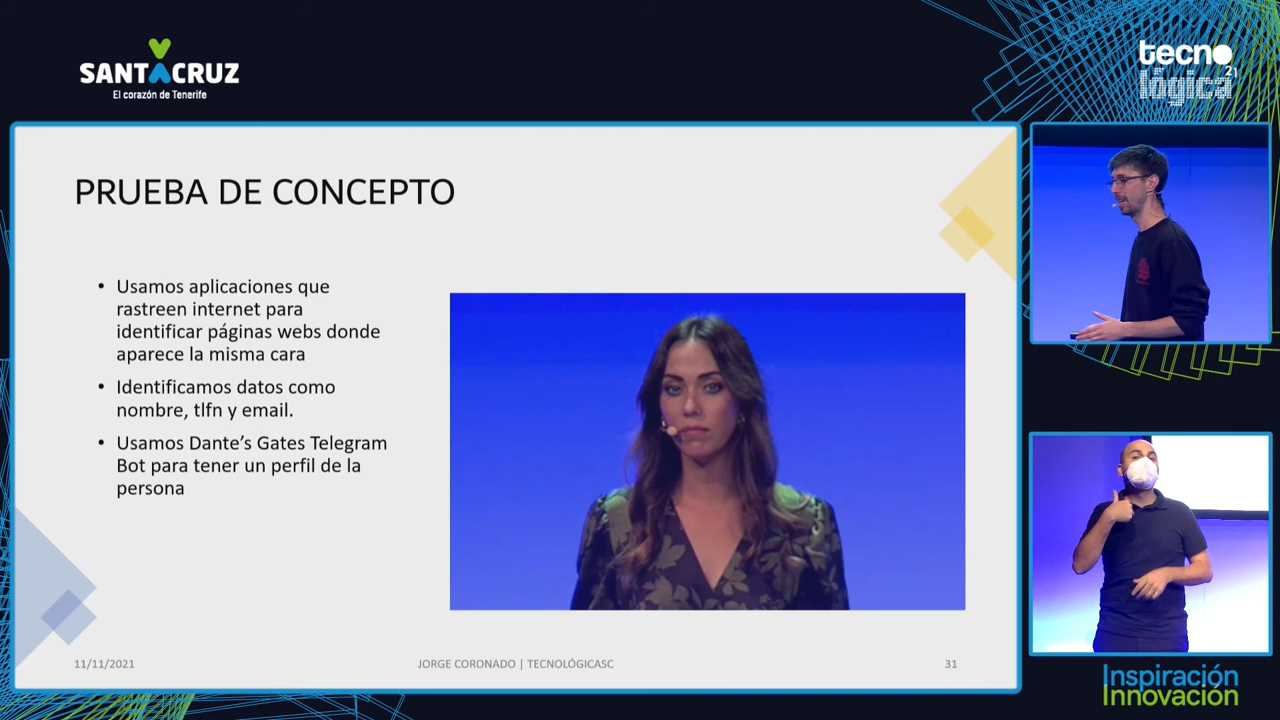 SANTACRUZ
El corazón de Tenerife
tecno
lógica
21
PRUEBA DE CONCEPTO
• Usamos aplicaciones que
rastreen internet para
identificar páginas webs donde
aparece la misma cara
• Identificamos datos como
nombre, tlfn y email.
• Usamos Dante’s Gates Telegram
Bot para tener un perfil de la
persona
11/11/2021
JORGE CORONADO | TECNOLÓGICASC
31
Inspiración
Innovación